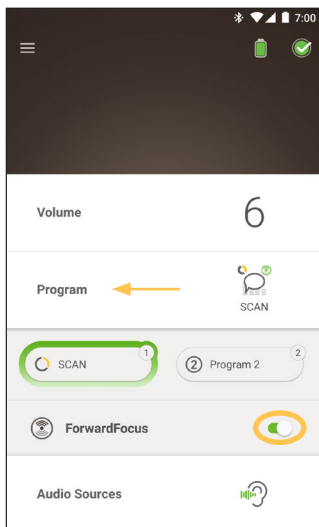 7:00
Volume 6
Program
SCAN
SCAN 1 2 Program 2 2
ForwardFocus
Audio Sources